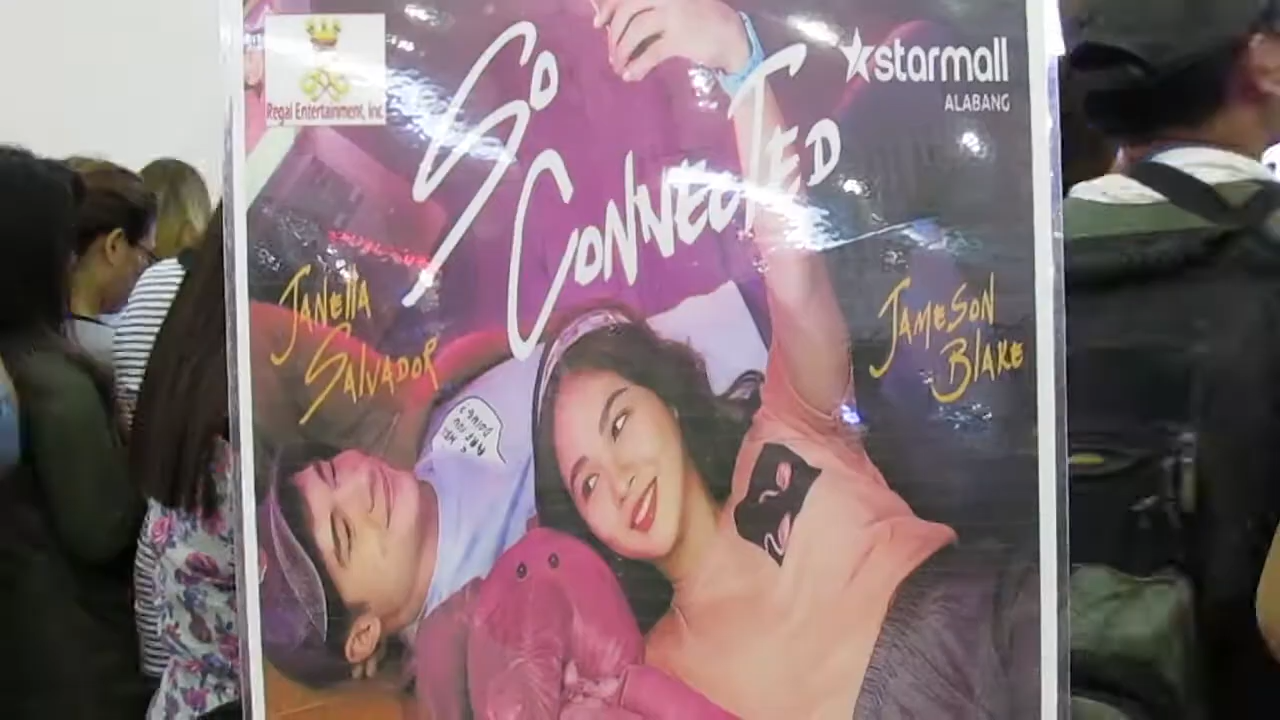 Regal Entertainment, Inc.
So
Connected
starmall
ALABANG
Janella
Salvador
Jameson
Blake